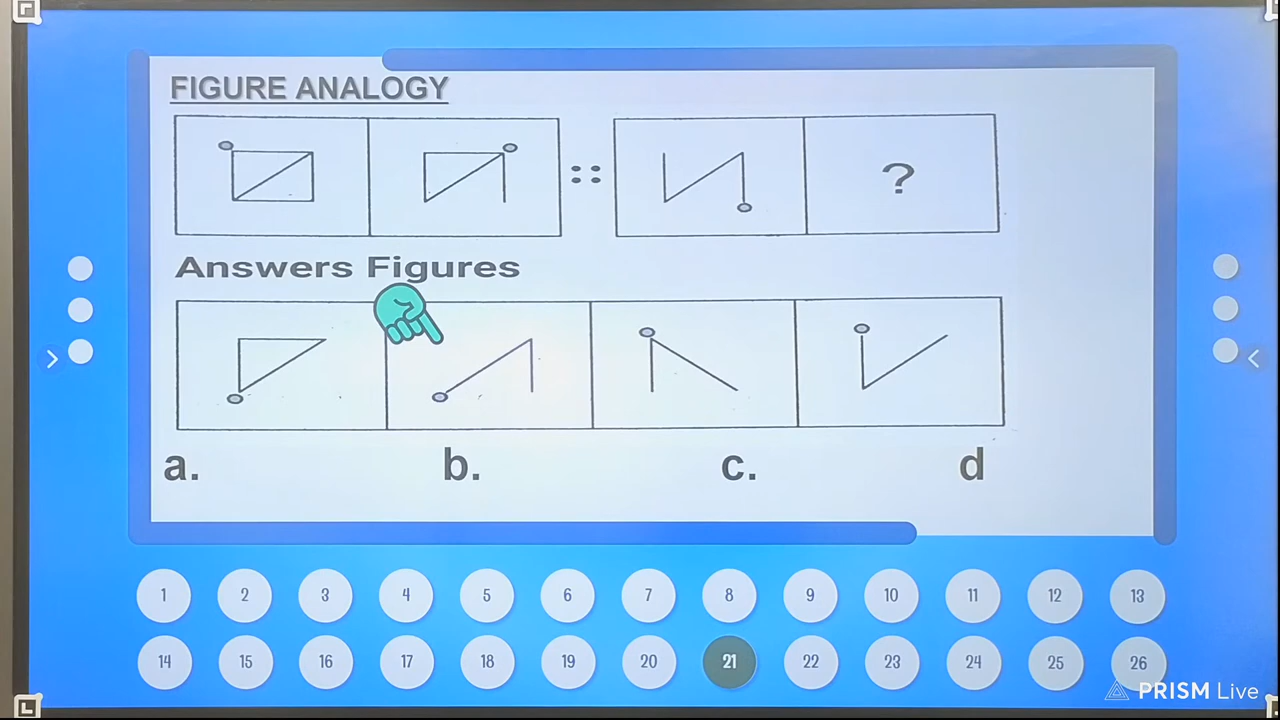 FIGURE ANALOGY
?
Answers Figures
a. b. c. d
1 2 3 4 5 6 7 8 9 10 11 12 13
14 15 16 17 18 19 20 21 22 23 24 25 26
PRISM Live